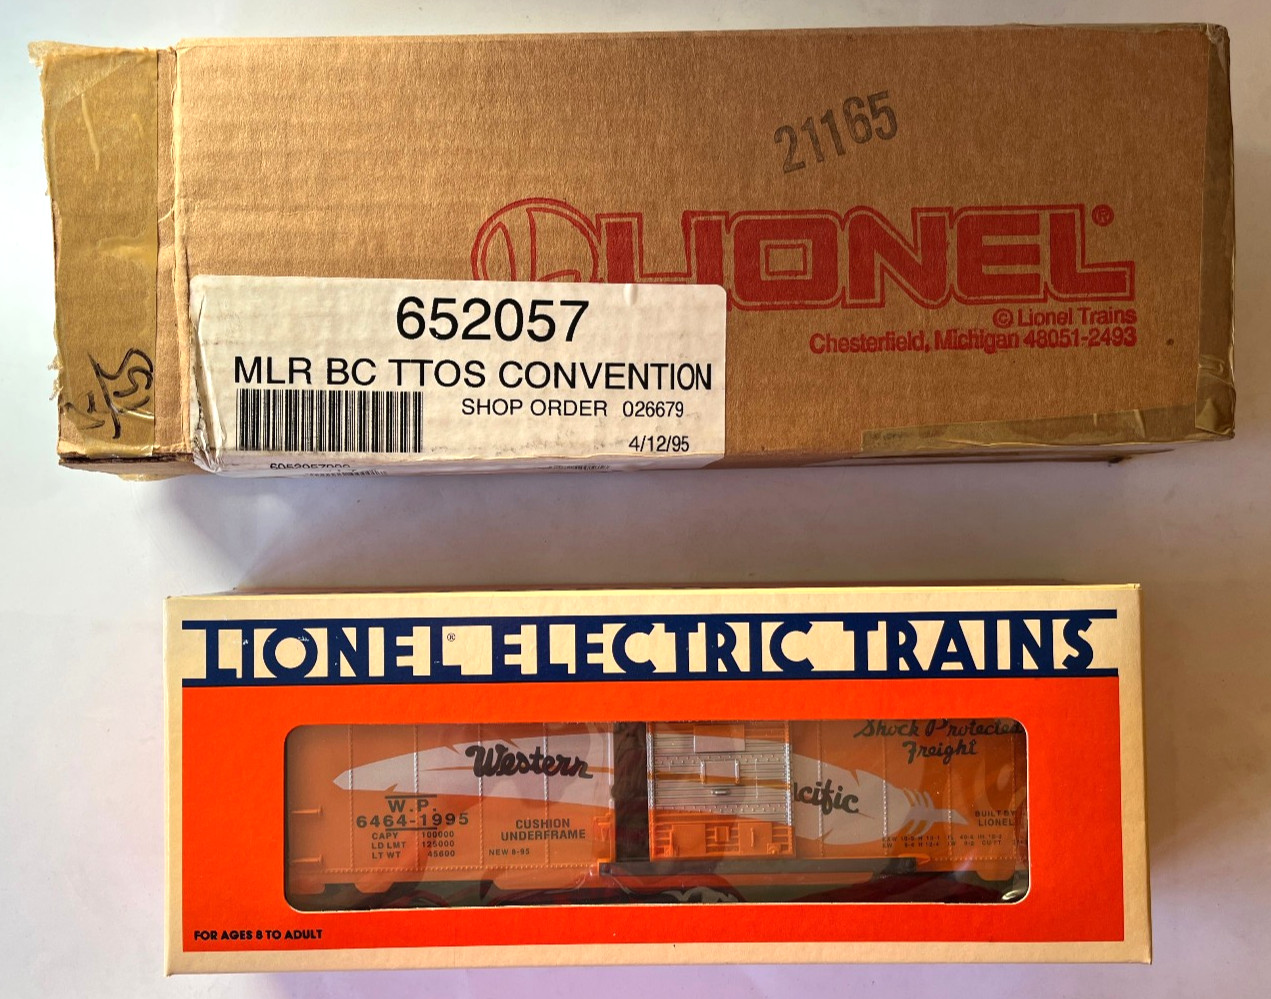 21165
LIONEL®
© Lionel Trains
Chesterfield, Michigan 48051-2493
652057
MLR BC TTOS CONVENTION
SHOP ORDER 026679
4/12/95
LIONEL® ELECTRIC TRAINS
Shock Protected
Freight
Western
acific
W.P.
6464-1995
CAPY 100000
LD LMT 125000
LT WT 45600
CUSHION
UNDERFRAME
NEW 6-95
BUILT BY
LIONEL
FOR AGES 8 TO ADULT